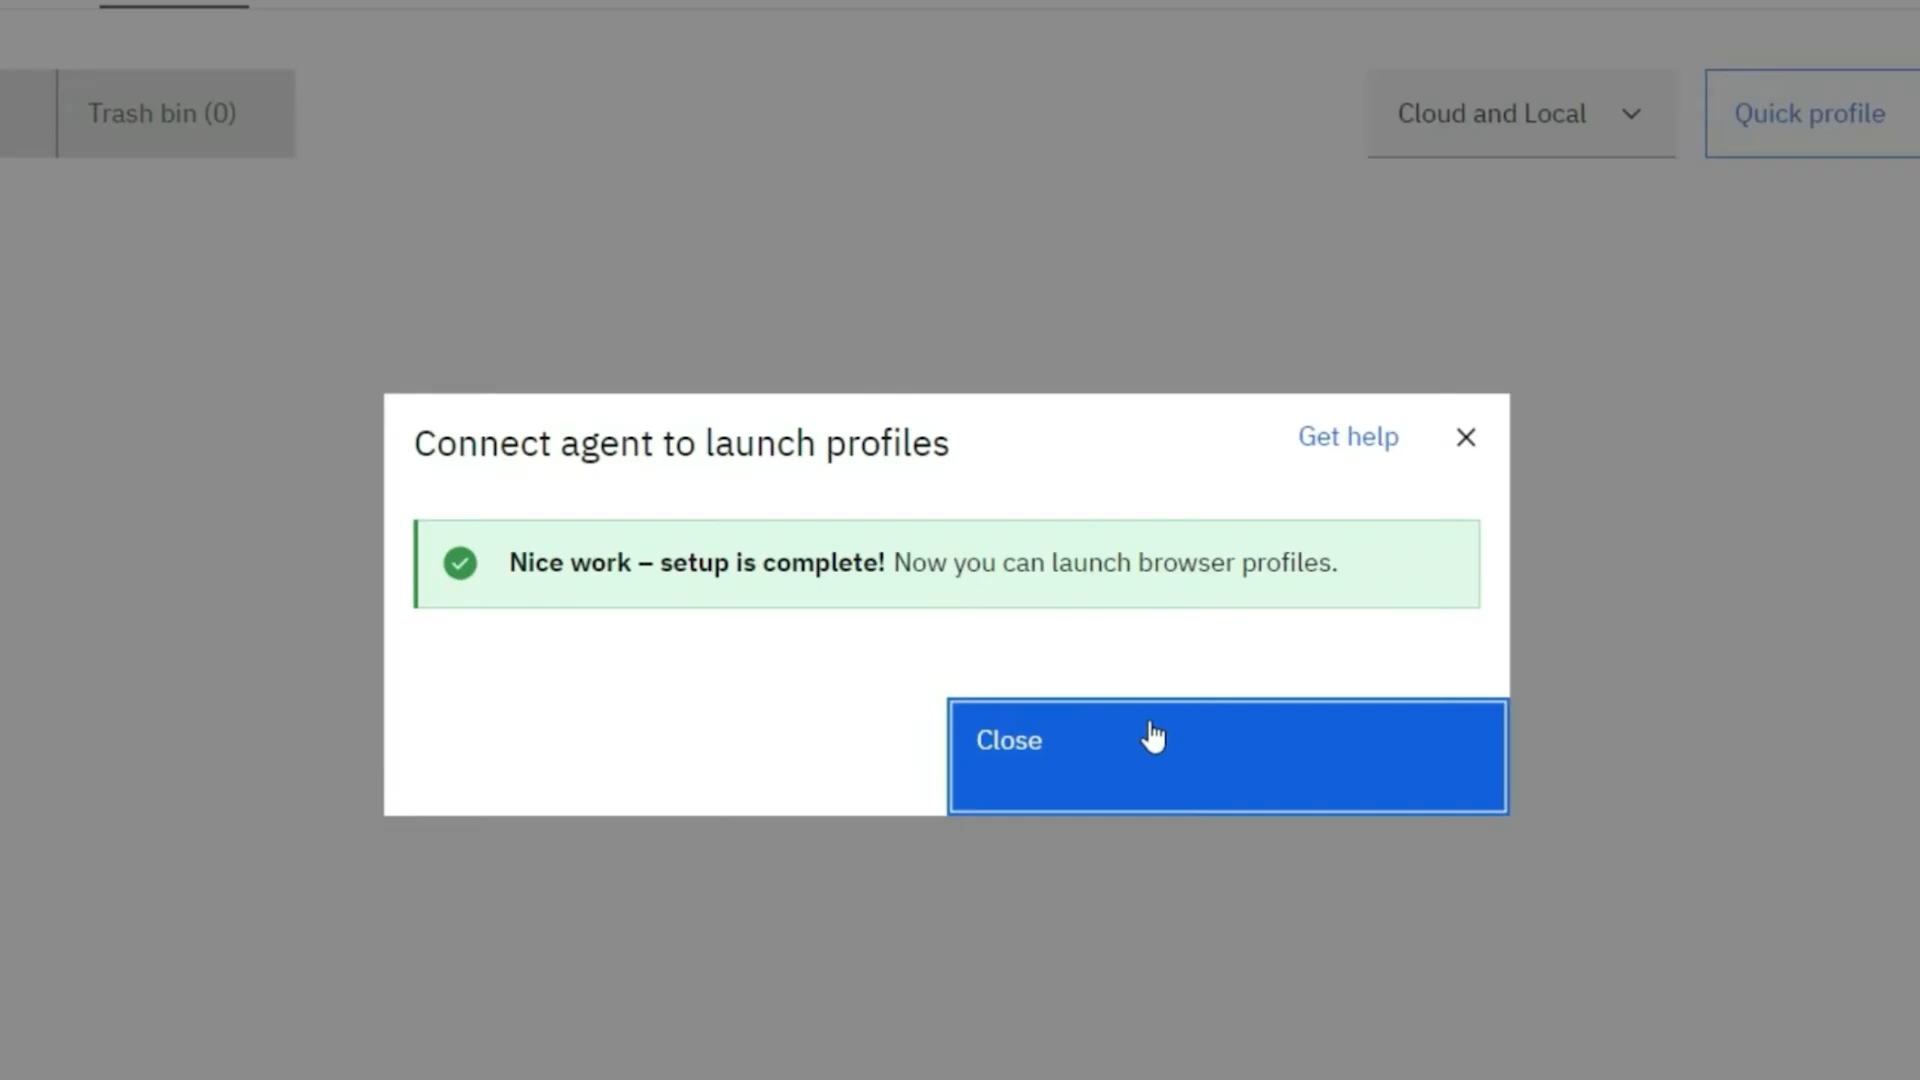 Trash bin (0)
Cloud and Local
Quick profile
Connect agent to launch profiles
Get help
Nice work – setup is complete! Now you can launch browser profiles.
Close